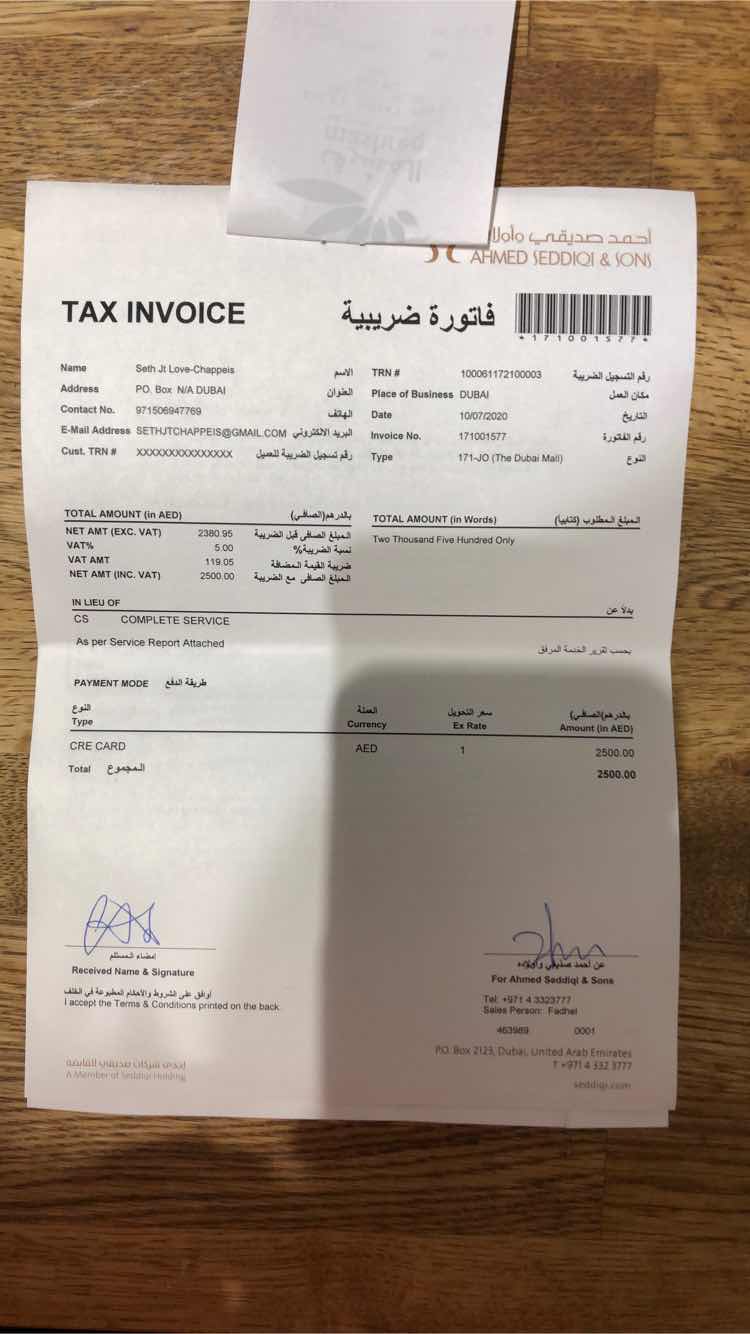 أحمد صديقي وأولا
AHMED SEDDIQI & SONS
TAX INVOICE
فاتورة ضريبية
*171001577*
Name Seth Jt Love-Chappeis الاسم
Address PO. Box N/A DUBAI العنوان
Contact No. 971506947769 الهاتف
E-Mail Address SETHJTCHAPPEIS@GMAIL.COM البريد الالكتروني
Cust. TRN # XXXXXXXXXXXXXXX رقم تسجيل الضريبة للعميل
TRN # 100061172100003 رقم التسجيل الضريبة
Place of Business DUBAI مكان العمل
Date 10/07/2020 التاريخ
Invoice No. 171001577 رقم الفاتورة
Type 171-JO (The Dubai Mall) النوع
TOTAL AMOUNT (in AED) بالدرهم(الصافي)
NET AMT (EXC. VAT) 2380.95 المبلغ الصافى قبل الضريبة
VAT% 5.00 نسبة الضريبة%
VAT AMT 119.05 ضريبة القيمة المضافة
NET AMT (INC. VAT) 2500.00 المبلغ الصافى مع الضريبة
TOTAL AMOUNT (in Words) المبلغ المطلوب (كتابيا)
Two Thousand Five Hundred Only
IN LIEU OF بدلاً عن
CS COMPLETE SERVICE
As per Service Report Attached بحسب تقرير الخدمة المرفق
PAYMENT MODE طريقة الدفع
النوع العملة سعر التحويل بالدرهم(الصافي)
Type Currency Ex Rate Amount (in AED)
CRE CARD AED 1 2500.00
Total المجموع 2500.00
امضاء المستلم
Received Name & Signature
أوافق على الشروط والأحكام المطبوعة في الخلف
I accept the Terms & Conditions printed on the back.
عن أحمد صديقي وأولاده
For Ahmed Seddiqi & Sons
Tel: +971 4 3323777
Sales Person: Fadhel
463989 0001
P.O. Box 2123, Dubai, United Arab Emirates
T +971 4 332 3777
seddiqi.com
إحدى شركات صديقي القابضة
A Member of Seddiqi Holding